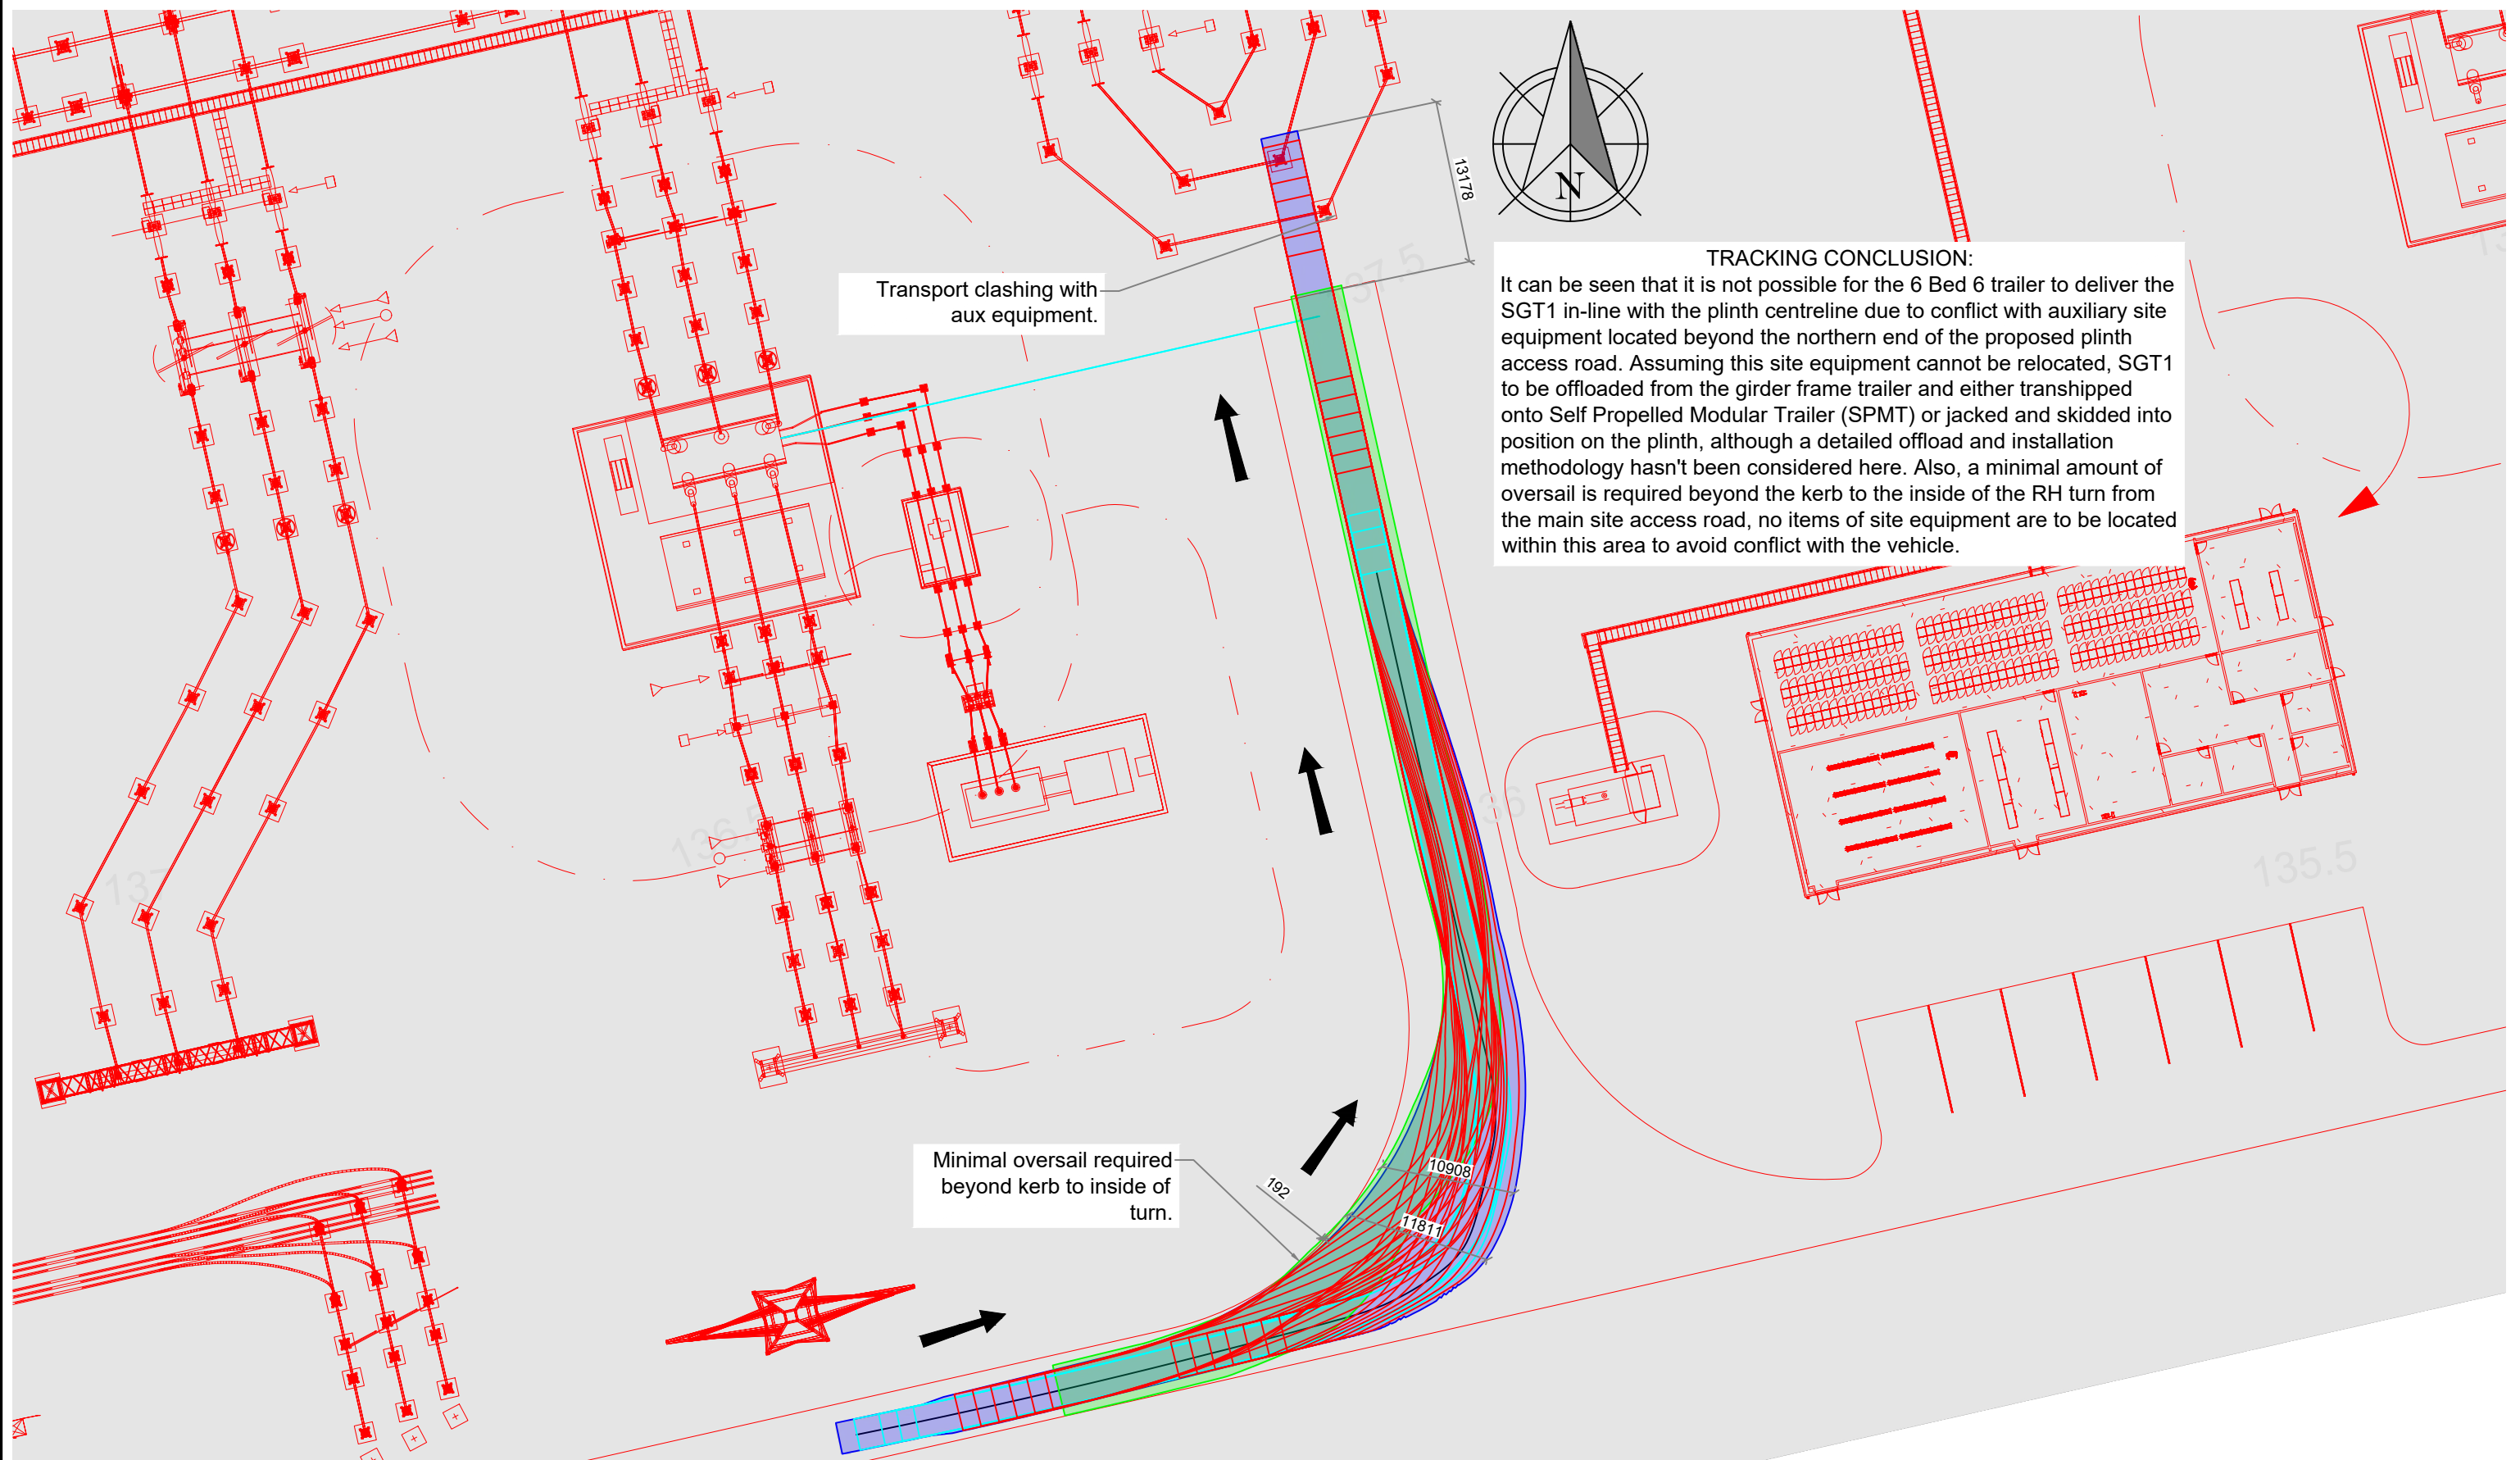 13178
N
137.5
TRACKING CONCLUSION:
It can be seen that it is not possible for the 6 Bed 6 trailer to deliver the
SGT1 in-line with the plinth centreline due to conflict with auxiliary site
equipment located beyond the northern end of the proposed plinth
access road. Assuming this site equipment cannot be relocated, SGT1
to be offloaded from the girder frame trailer and either transhipped
onto Self Propelled Modular Trailer (SPMT) or jacked and skidded into
position on the plinth, although a detailed offload and installation
methodology hasn't been considered here. Also, a minimal amount of
oversail is required beyond the kerb to the inside of the RH turn from
the main site access road, no items of site equipment are to be located
within this area to avoid conflict with the vehicle.
Transport clashing with
aux equipment.
136.5
36
137
135.5
Minimal oversail required
beyond kerb to inside of
turn.
192
10908
11811